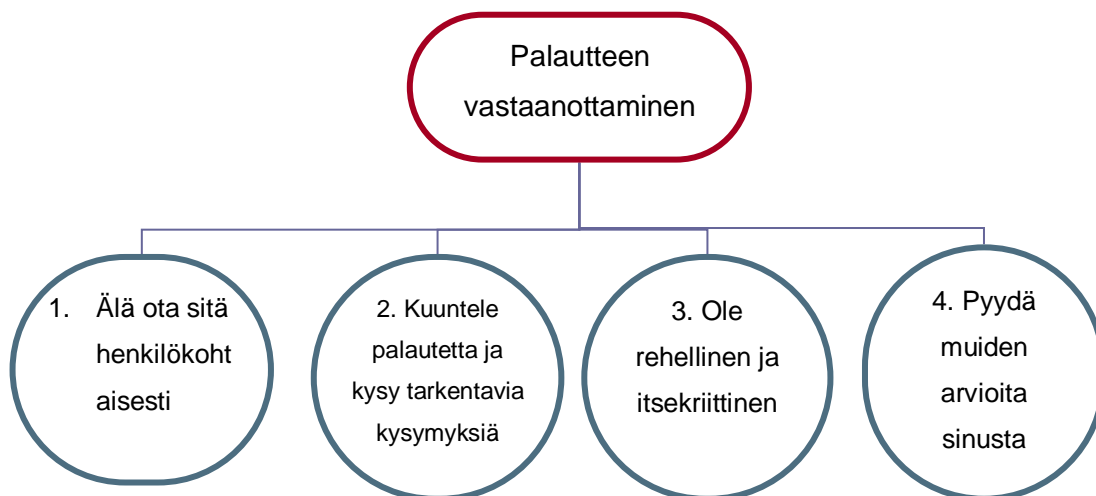 Palautteen
vastaanottaminen
1. Älä ota sitä
henkilökoht
aisesti
2. Kuuntele
palautetta ja
kysy tarkentavia
kysymyksiä
3. Ole
rehellinen ja
itsekriittinen
4. Pyydä
muiden
arvioita
sinusta